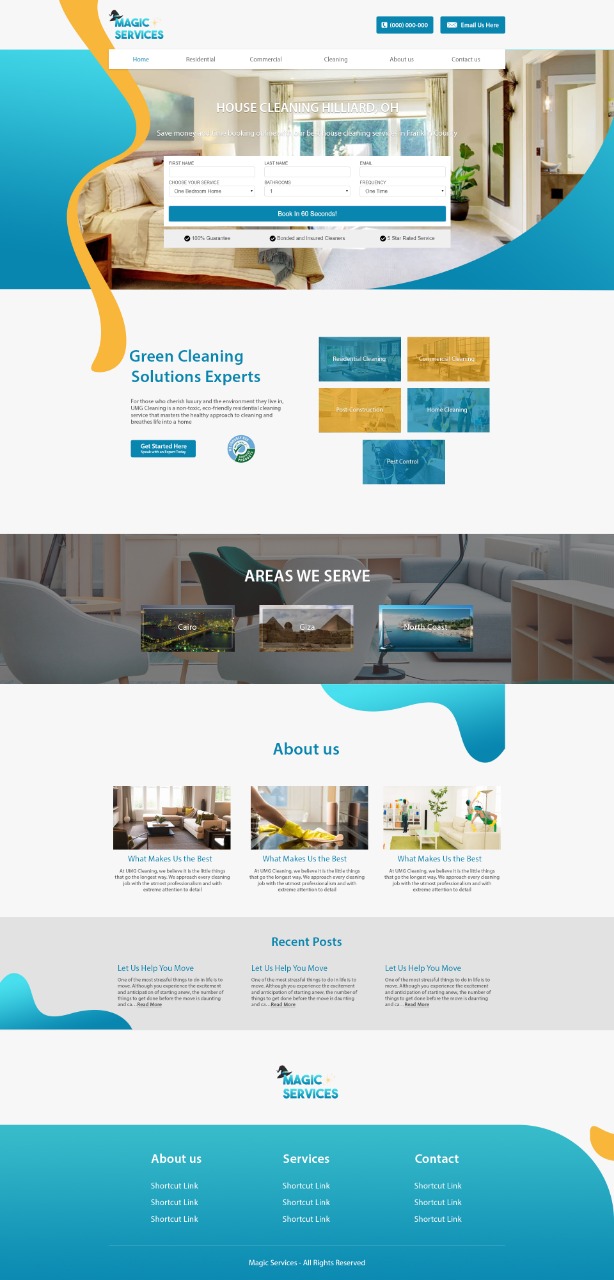 MAGIC
SERVICES
(000) 000-000
Email Us Here
Home
Residential
Commercial
Cleaning
About us
Contact us
HOUSE CLEANING HILLIARD, OH
Save money and time booking online with our best house cleaning services in Franklin County
FIRST NAME
LAST NAME
EMAIL
CHOOSE YOUR SERVICE
BATHROOMS
FREQUENCY
One Bedroom Home
1
One Time
Book In 60 Seconds!
100% Guarantee
Bonded and Insured Cleaners
5 Star Rated Service
Green Cleaning
Solutions Experts
For those who cherish luxury and the environment they live in,
UMG Cleaning is a non-toxic, eco-friendly residential cleaning
service that masters the healthy approach to cleaning and
breathes life into a home
Get Started Here
Speak with an Expert Today
Residential Cleaning
Commercial Cleaning
Post-Construction
Home Cleaning
Pest Control
AREAS WE SERVE
Cairo
Giza
North Coast
About us
What Makes Us the Best
At UMG Cleaning, we believe it is the little things
that go the longest way. We approach every cleaning
job with the utmost professionalism and with
extreme attention to detail
What Makes Us the Best
At UMG Cleaning, we believe it is the little things
that go the longest way. We approach every cleaning
job with the utmost professionalism and with
extreme attention to detail
What Makes Us the Best
At UMG Cleaning, we believe it is the little things
that go the longest way. We approach every cleaning
job with the utmost professionalism and with
extreme attention to detail
Recent Posts
Let Us Help You Move
One of the most stressful things to do in life is to
move. Although you experience the excitement
and anticipation of starting anew, the number of
things to get done before the move is daunting
and ca... Read More
Let Us Help You Move
One of the most stressful things to do in life is to
move. Although you experience the excitement
and anticipation of starting anew, the number of
things to get done before the move is daunting
and ca... Read More
Let Us Help You Move
One of the most stressful things to do in life is to
move. Although you experience the excitement
and anticipation of starting anew, the number of
things to get done before the move is daunting
and ca... Read More
MAGIC
SERVICES
About us
Services
Contact
Shortcut Link
Shortcut Link
Shortcut Link
Shortcut Link
Shortcut Link
Shortcut Link
Shortcut Link
Shortcut Link
Shortcut Link
Magic Services - All Rights Reserved